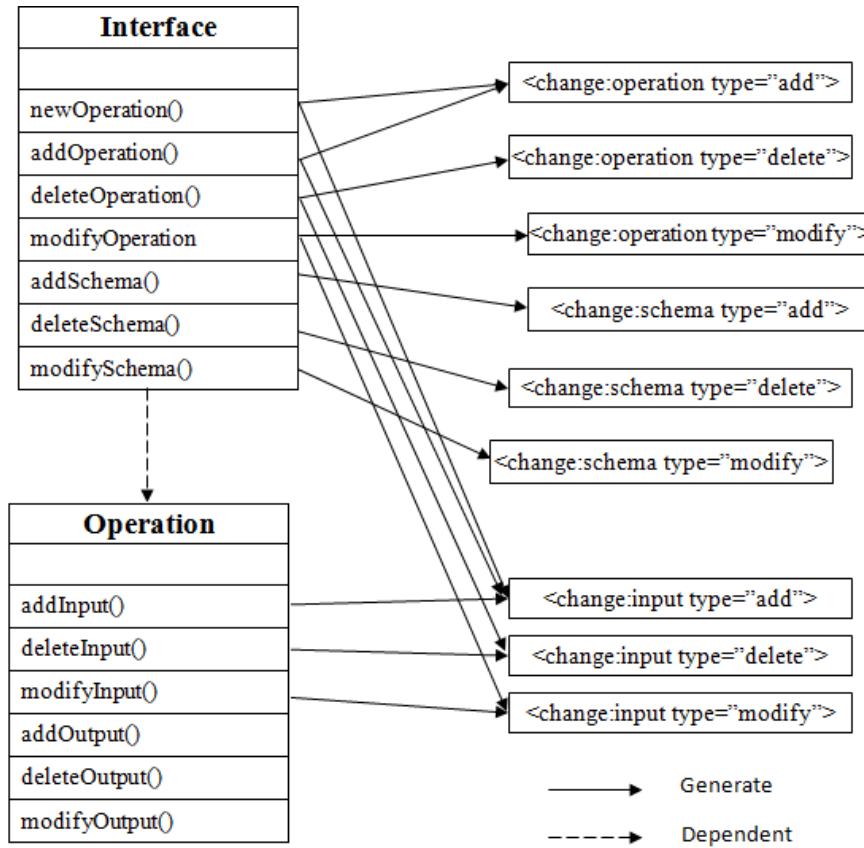 Interface
newOperation()
addOperation()
deleteOperation()
modifyOperation
addSchema()
deleteSchema()
modifySchema()
<change:operation type=”add”>
<change:operation type=”delete”>
<change:operation type=”modify”>
<change:schema type=”add”>
<change:schema type=”delete”>
<change:schema type=”modify”>
Operation
addInput()
deleteInput()
modifyInput()
addOutput()
deleteOutput()
modifyOutput()
<change:input type=”add”>
<change:input type=”delete”>
<change:input type=”modify”>
Generate
Dependent